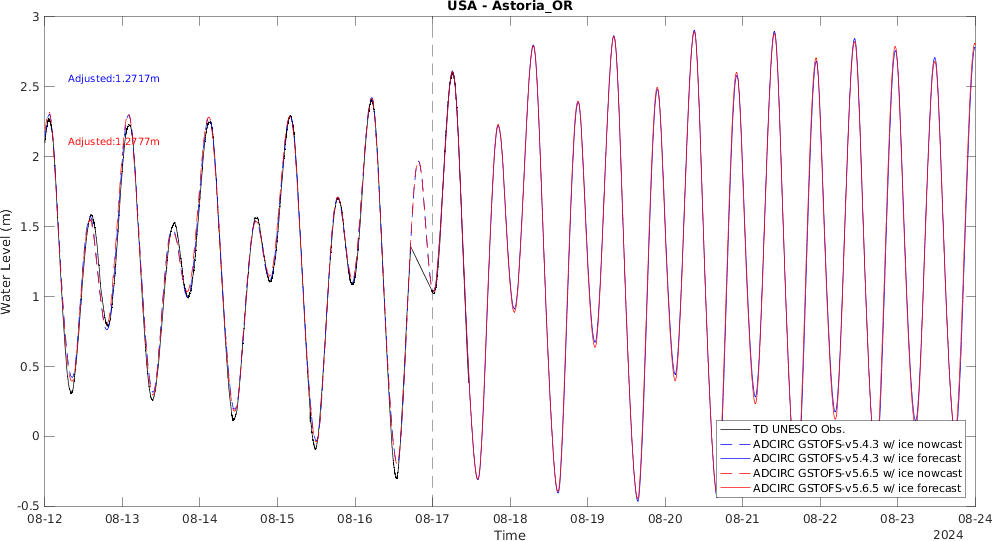 USA - Astoria_OR
Water Level (m)
3
2.5
2
1.5
1
0.5
0
-0.5
Adjusted:1.2717m
Adjusted:1.2777m
TD UNESCO Obs.
ADCIRC GSTOFS-v5.4.3 w/ ice nowcast
ADCIRC GSTOFS-v5.4.3 w/ ice forecast
ADCIRC GSTOFS-v5.6.5 w/ ice nowcast
ADCIRC GSTOFS-v5.6.5 w/ ice forecast
08-12 08-13 08-14 08-15 08-16 08-17 08-18 08-19 08-20 08-21 08-22 08-23 08-24
Time
2024